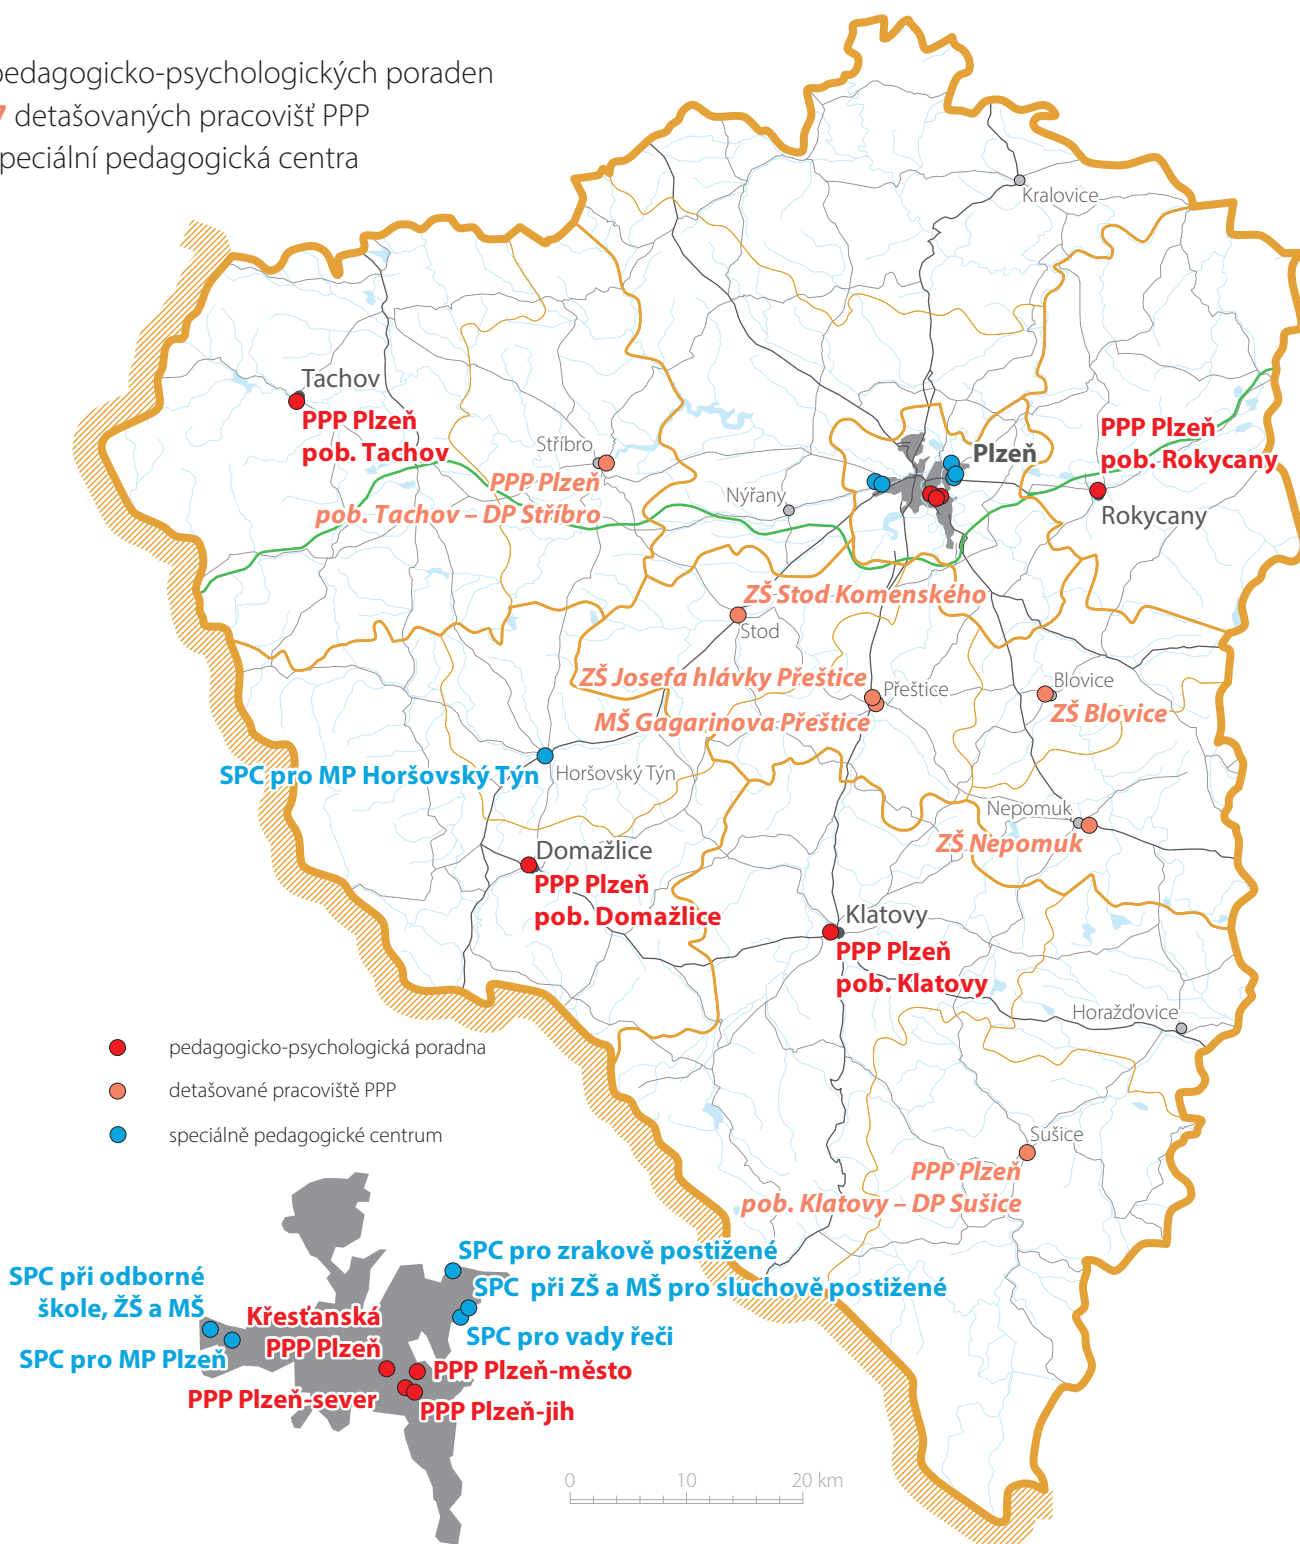 pedagogicko-psychologických poraden
7 detašovaných pracovišť PPP
speciální pedagogická centra
Kralovice
Tachov
PPP Plzeň
pob. Tachov
Stříbro
PPP Plzeň
pob. Tachov – DP Stříbro
Nýřany
Plzeň
PPP Plzeň
pob. Rokycany
Rokycany
ZŠ Stod Komenského
Stod
ZŠ Josefa hlávky Přeštice
Přeštice
MŠ Gagarinova Přeštice
Blovice
ZŠ Blovice
SPC pro MP Horšovský Týn
Horšovský Týn
Nepomuk
ZŠ Nepomuk
Domažlice
PPP Plzeň
pob. Domažlice
Klatovy
PPP Plzeň
pob. Klatovy
Horažďovice
pedagogicko-psychologická poradna
detašované pracoviště PPP
speciálně pedagogické centrum
Sušice
PPP Plzeň
pob. Klatovy – DP Sušice
SPC pro zrakově postižené
SPC při ZŠ a MŠ pro sluchově postižené
SPC pro vady řeči
SPC při odborné
škole, ŽŠ a MŠ
SPC pro MP Plzeň
Křesťanská
PPP Plzeň
PPP Plzeň-město
PPP Plzeň-sever
PPP Plzeň-jih
0 10 20 km